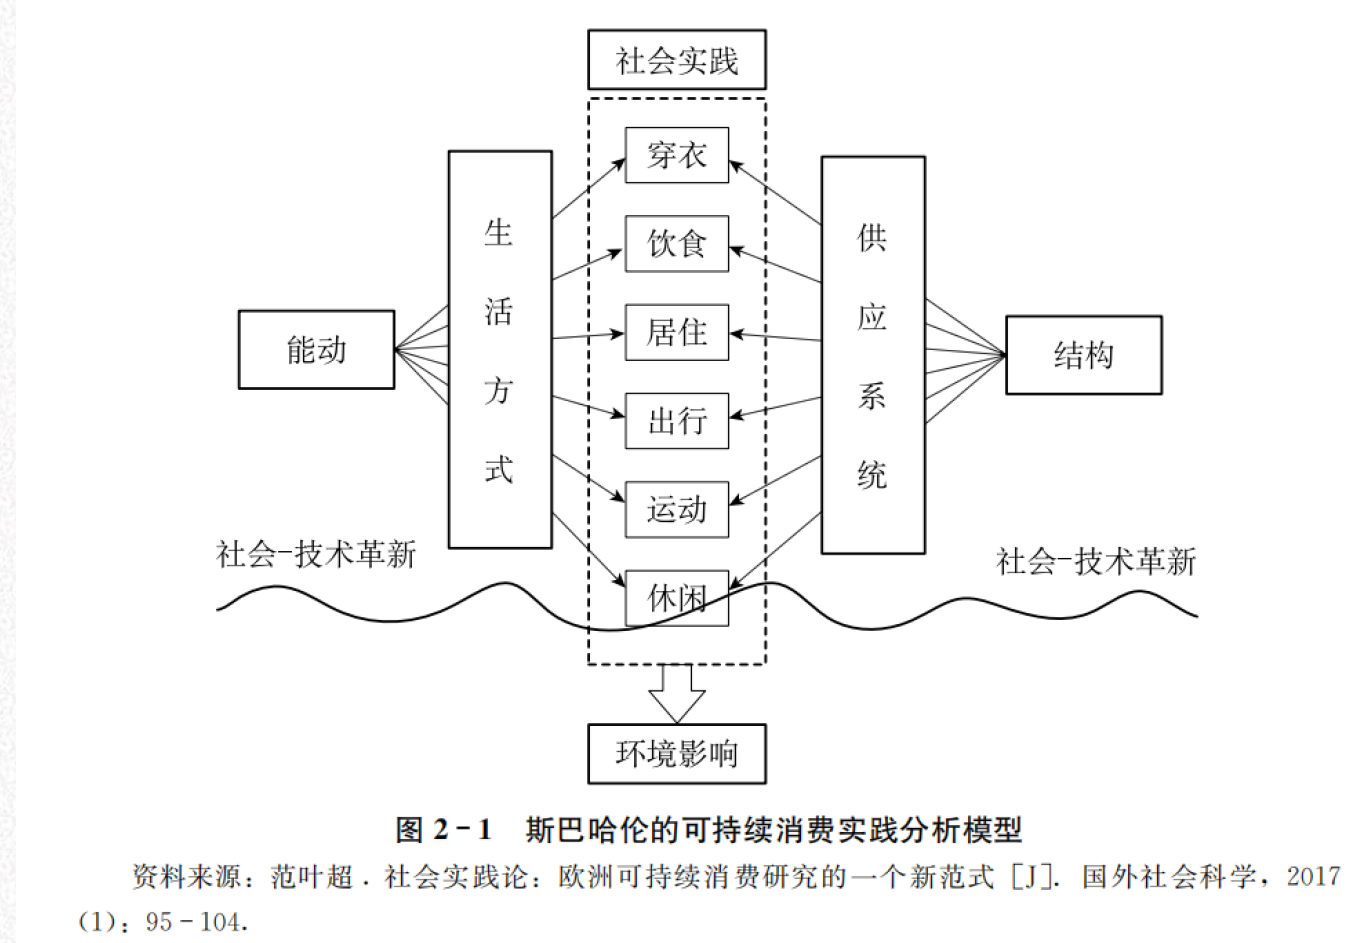 社会实践
穿衣
饮食
居住
出行
运动
休闲
生活方式
供应系统
能动
结构
社会-技术革新
社会-技术革新
环境影响
图 2-1 斯巴哈伦的可持续消费实践分析模型
资料来源：范叶超．社会实践论：欧洲可持续消费研究的一个新范式 [J]. 国外社会科学，2017
(1)：95-104.